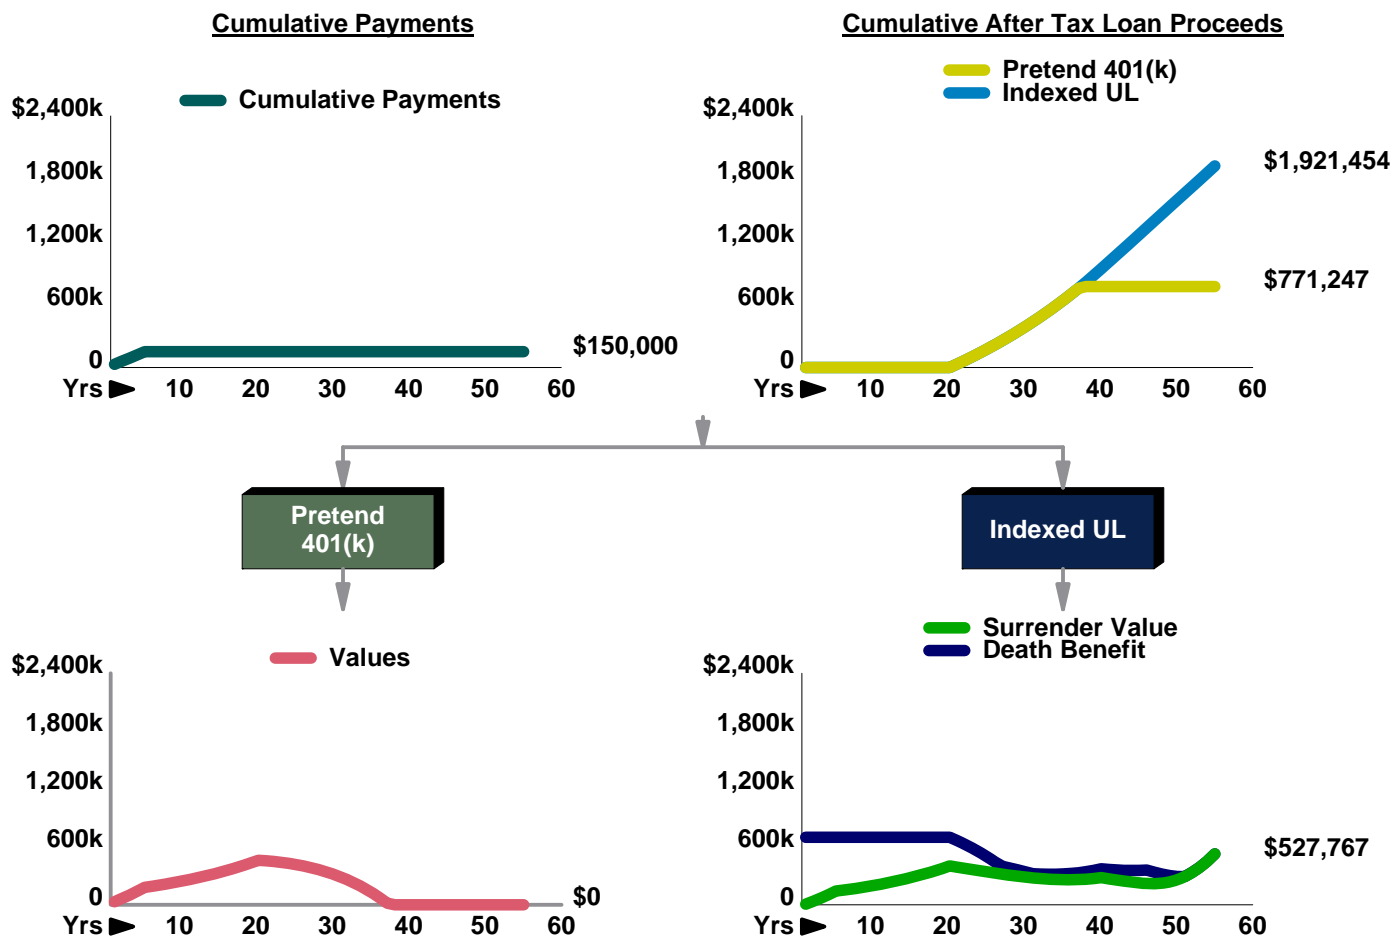 Cumulative Payments
Cumulative Payments
$2,400k
1,800k
1,200k
600k
0
$150,000
Yrs 10 20 30 40 50 60
Cumulative After Tax Loan Proceeds
Pretend 401(k)
Indexed UL
$2,400k
1,800k
1,200k
600k
0
$1,921,454
$771,247
Yrs 10 20 30 40 50 60
Pretend
401(k)
Indexed UL
Values
$2,400k
1,800k
1,200k
600k
0
$0
Yrs 10 20 30 40 50 60
Surrender Value
Death Benefit
$2,400k
1,800k
1,200k
600k
0
$527,767
Yrs 10 20 30 40 50 60